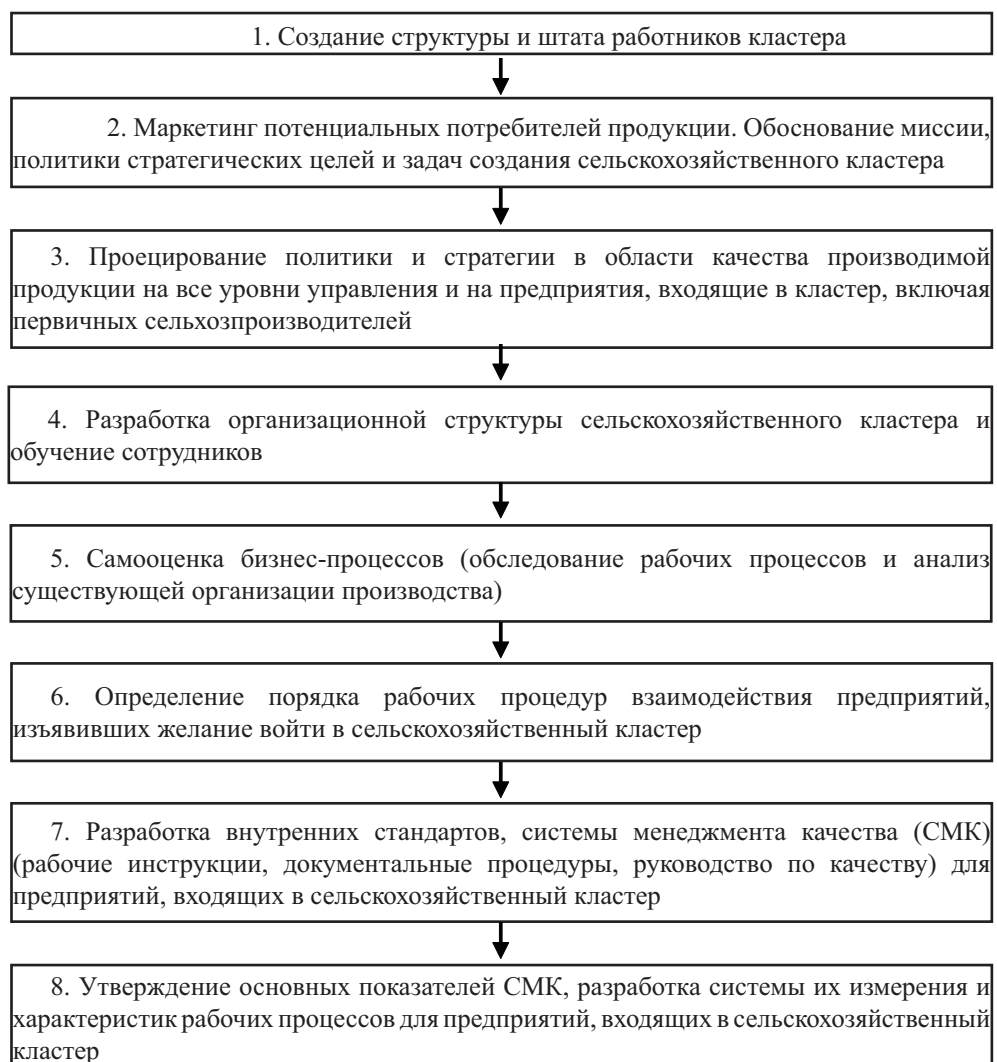 1. Создание структуры и штата работников кластера
2. Маркетинг потенциальных потребителей продукции. Обоснование миссии,
политики стратегических целей и задач создания сельскохозяйственного кластера
3. Проецирование политики и стратегии в области качества производимой
продукции на все уровни управления и на предприятия, входящие в кластер, включая
первичных сельхозпроизводителей
4. Разработка организационной структуры сельскохозяйственного кластера и
обучение сотрудников
5. Самооценка бизнес-процессов (обследование рабочих процессов и анализ
существующей организации производства)
6. Определение порядка рабочих процедур взаимодействия предприятий,
изъявивших желание войти в сельскохозяйственный кластер
7. Разработка внутренних стандартов, системы менеджмента качества (СМК)
(рабочие инструкции, документальные процедуры, руководство по качеству) для
предприятий, входящих в сельскохозяйственный кластер
8. Утверждение основных показателей СМК, разработка системы их измерения и
характеристик рабочих процессов для предприятий, входящих в сельскохозяйственный
кластер